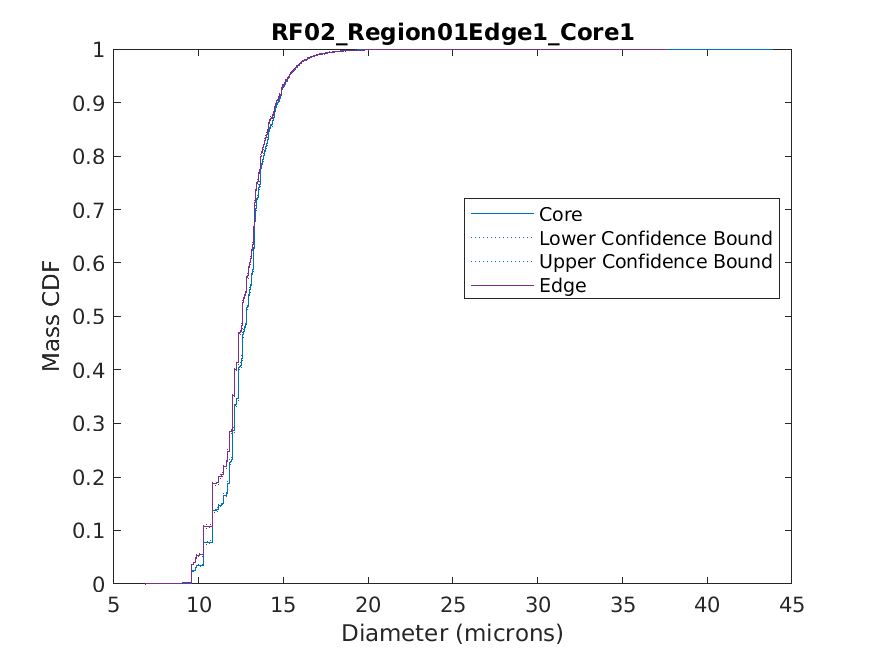 RF02_Region01Edge1_Core1
1
0.9
0.8
0.7
0.6
0.5
0.4
0.3
0.2
0.1
0
Mass CDF
Core
Lower Confidence Bound
Upper Confidence Bound
Edge
5 10 15 20 25 30 35 40 45
Diameter (microns)